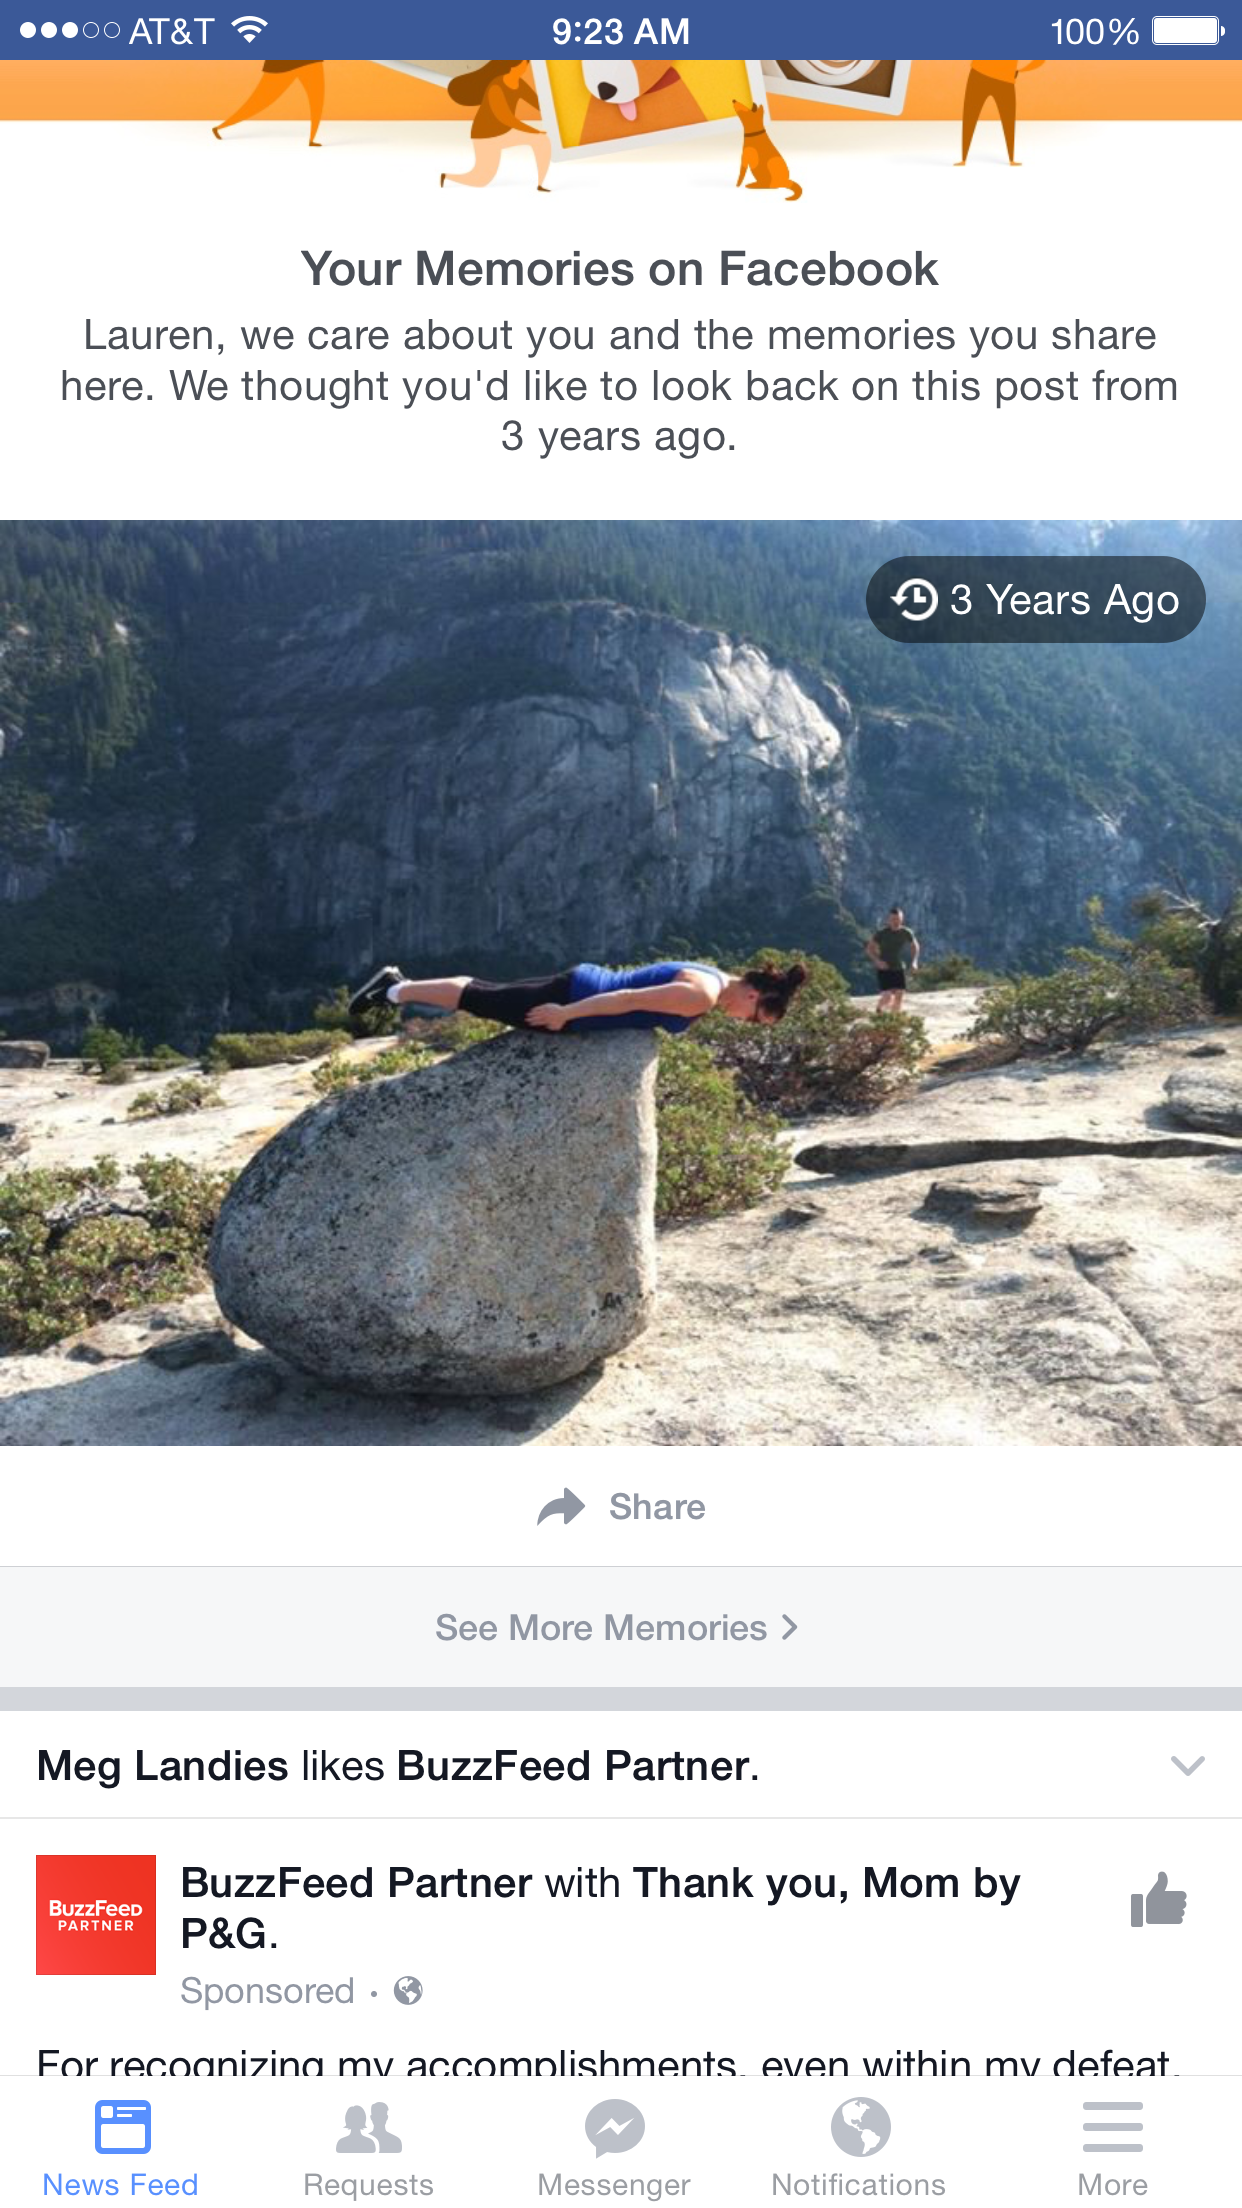 AT&T 9:23 AM 100%
Your Memories on Facebook
Lauren, we care about you and the memories you share
here. We thought you'd like to look back on this post from
3 years ago.
3 Years Ago
Share
See More Memories
Meg Landies likes BuzzFeed Partner.
BuzzFeed
PARTNER
BuzzFeed Partner with Thank you, Mom by
P&G.
Sponsored ·
For recognizing my accomplishments, even within my defeat.
News Feed Requests Messenger Notifications More